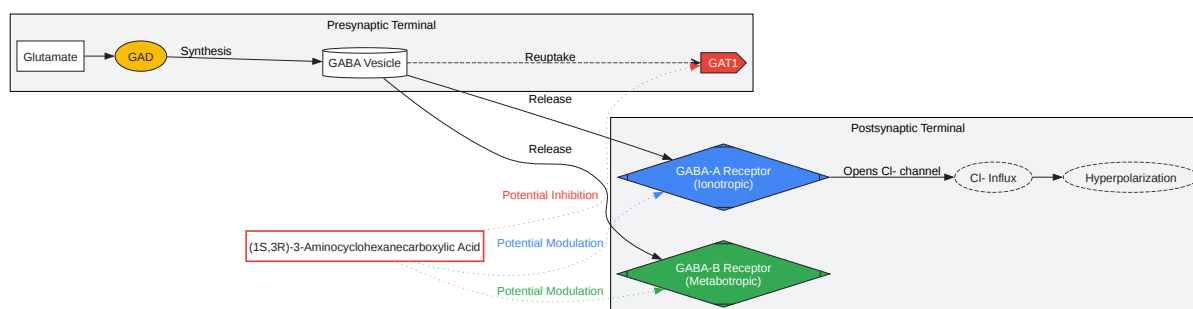 Presynaptic Terminal
Glutamate
GAD
Synthesis
GABA Vesicle
Reuptake
GAT1
Release
Release
Postsynaptic Terminal
GABA-A Receptor
(Ionotropic)
Opens Cl- channel
Cl- Influx
Hyperpolarization
Potential Inhibition
(1S,3R)-3-Aminocyclohexanecarboxylic Acid
Potential Modulation
GABA-B Receptor
(Metabotropic)
Potential Modulation